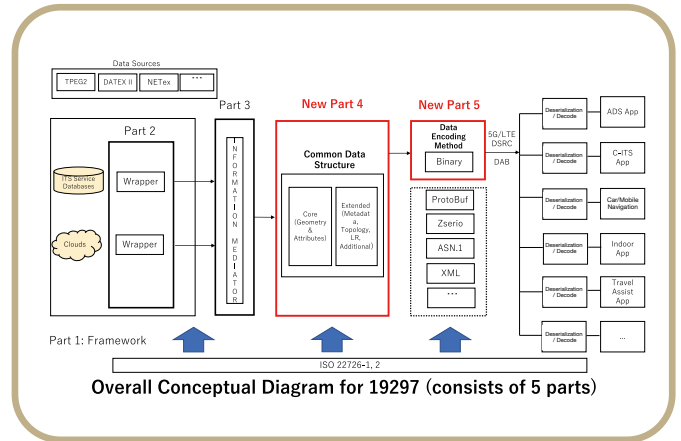 Data Sources
TPEG2
DATEX II
NETex
...
Part 2
ITS Service
Databases
Wrapper
Clouds
Wrapper
Part 1: Framework
Part 3
INFORMATION
MEDIATOR
New Part 4
Common Data
Structure
Core
(Geometry
&
Attributes)
Extended
(Metadat
a,
Topology,
LR,
Additional)
New Part 5
Data
Encoding
Method
Binary
ProtoBuf
Zserio
ASN.1
XML
...
5G/LTE
DSRC
DAB
Deserialization
/ Decode
ADS App
Deserialization
/ Decode
C-ITS
App
Deserialization
/ Decode
Car/Mobile
Navigation
Deserialization
/ Decode
Indoor
App
Deserialization
/ Decode
Travel
Assist
App
Deserialization
/ Decode
...
ISO 22726-1, 2
Overall Conceptual Diagram for 19297 (consists of 5 parts)